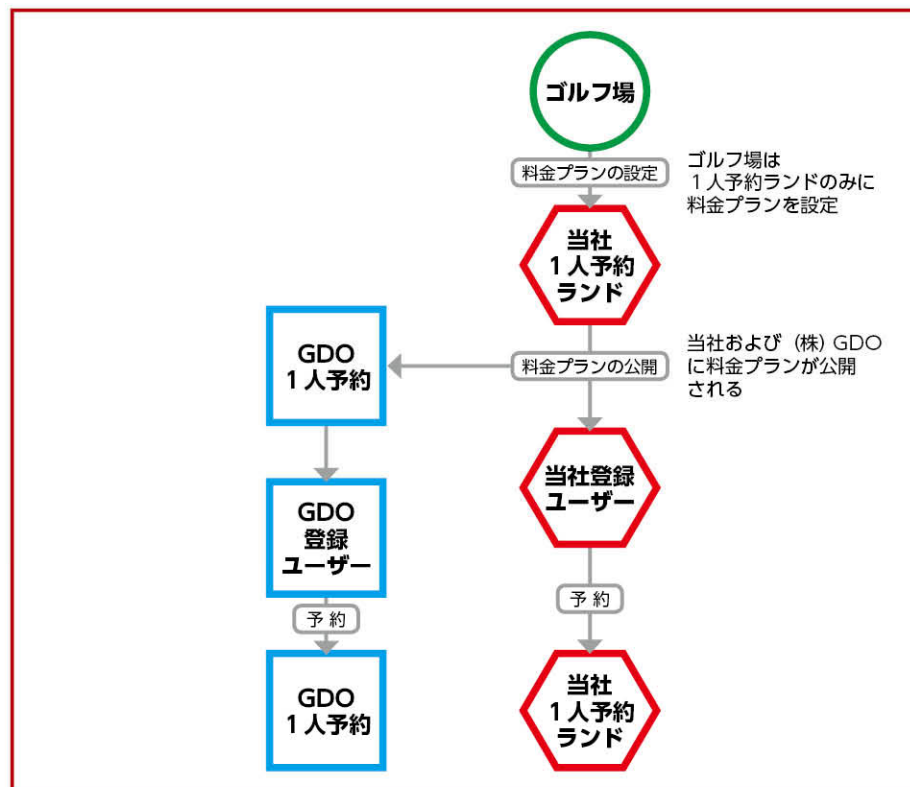 ゴルフ場
料金プランの設定
ゴルフ場は
1人予約ランドのみに
料金プランを設定
当社
1人予約
ランド
GDO
1人予約
料金プランの公開
当社および(株)GDO
に料金プランが公開
される
当社登録
ユーザー
GDO
登録
ユーザー
予約
予約
GDO
1人予約
当社
1人予約
ランド